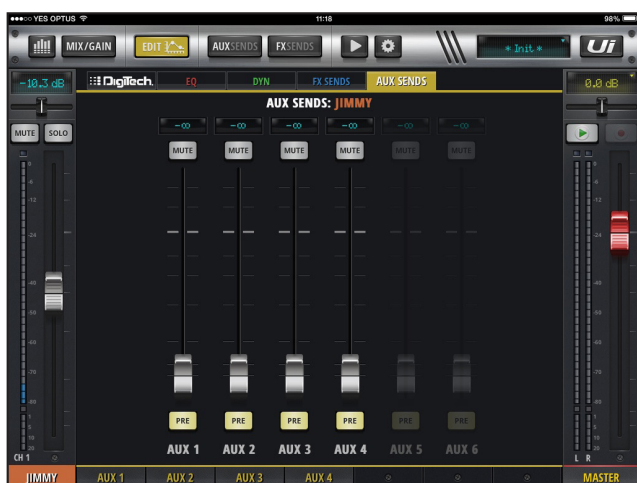 YES OPTUS 11:18 98%
MIX/GAIN EDIT AUXSENDS FXSENDS * Init * Ui
-10.3 dB DigiTech. EQ DYN FX SENDS AUX SENDS 0.0 dB
AUX SENDS: JIMMY
-∞ -∞ -∞ -∞ -∞ -∞
MUTE SOLO MUTE MUTE MUTE MUTE MUTE MUTE
PRE PRE PRE PRE PRE PRE
AUX 1 AUX 2 AUX 3 AUX 4 AUX 5 AUX 6
CH 1 L R
JIMMY AUX 1 AUX 2 AUX 3 AUX 4 MASTER